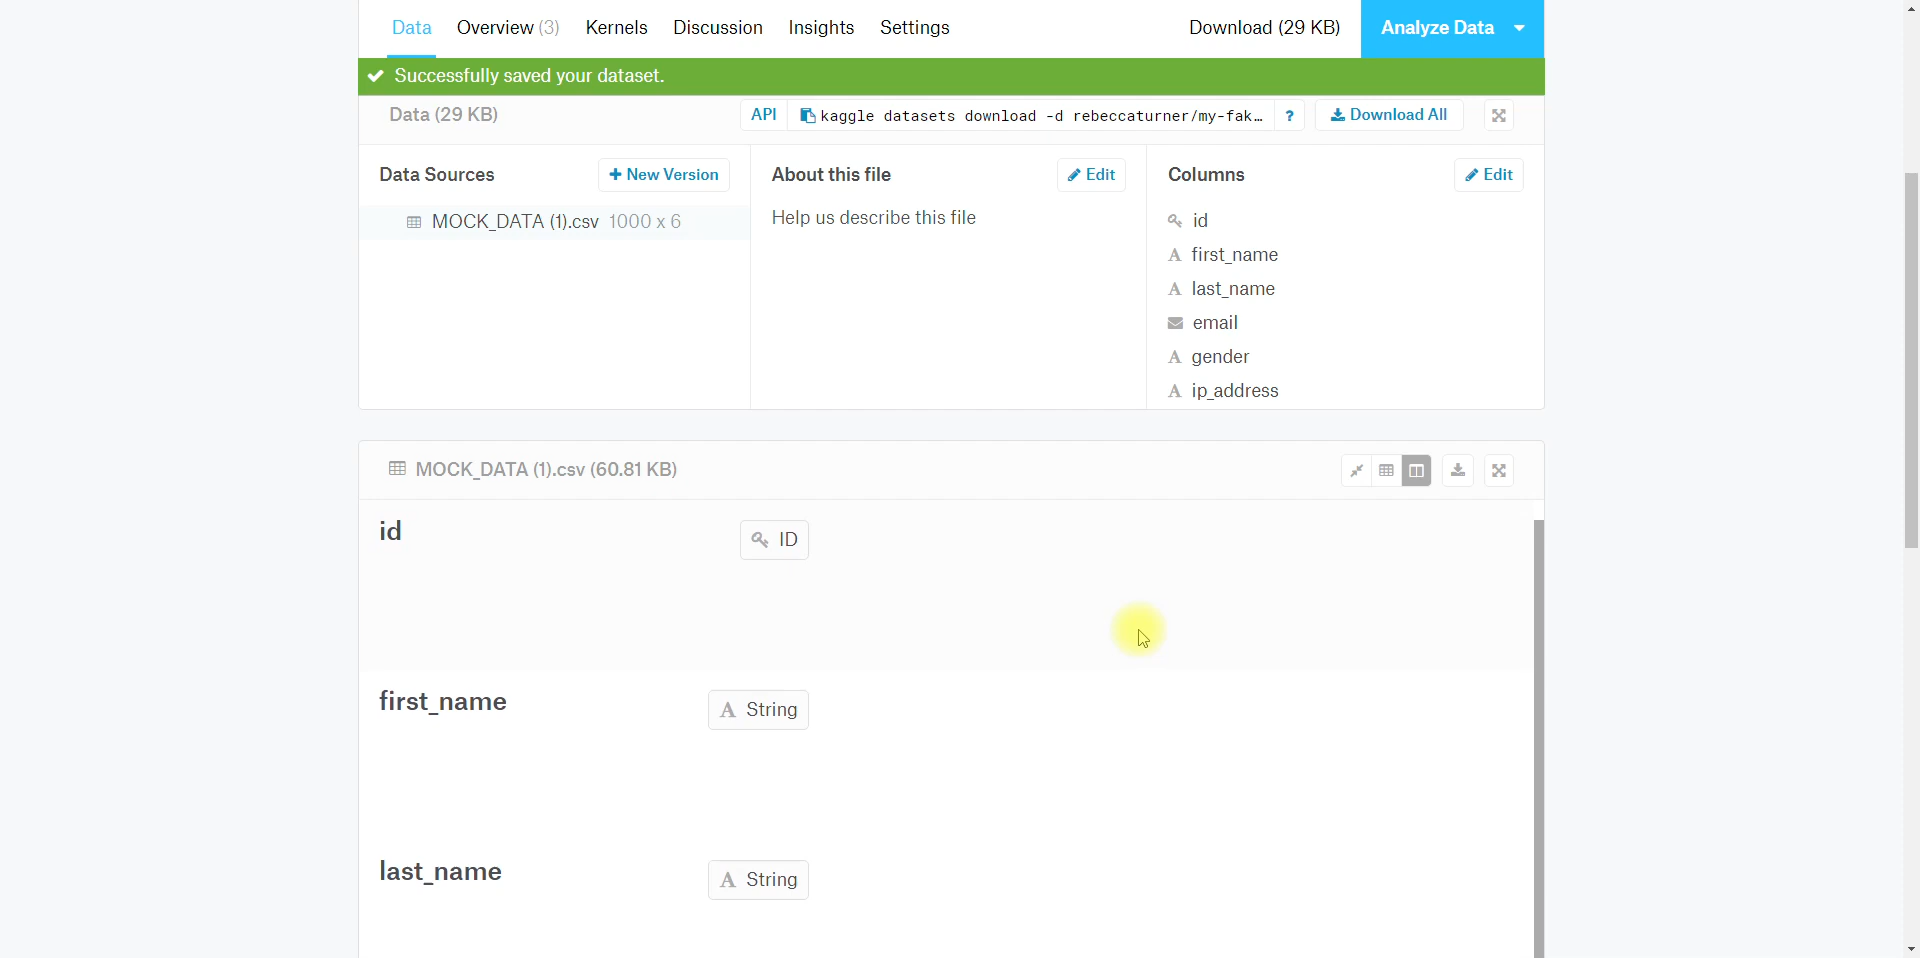 Data Overview (3) Kernels Discussion Insights Settings Download (29 KB) Analyze Data
Successfully saved your dataset.
Data (29 KB) API kaggle datasets download -d rebeccaturner/my-fak… ? Download All
Data Sources + New Version
MOCK_DATA (1).csv 1000 x 6
About this file Edit
Help us describe this file
Columns Edit
id
first_name
last_name
email
gender
ip_address
MOCK_DATA (1).csv (60.81 KB)
id ID
first_name A String
last_name A String